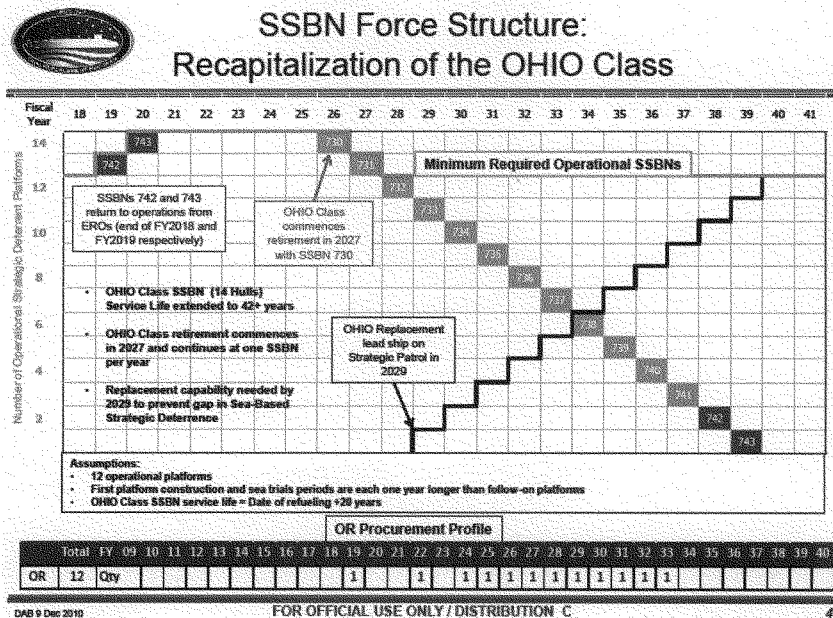 SSBN Force Structure:
Recapitalization of the OHIO Class
Fiscal Year 18 19 20 21 22 23 24 25 26 27 28 29 30 31 32 33 34 35 36 37 38 39 40 41
Number of Operational Strategic Deterrent Platforms
14
12
10
8
6
4
2
743
742
730
731
732
Minimum Required Operational SSBNs
SSBNs 742 and 743
return to operations from
EROs (end of FY2018 and
FY2019 respectively)
OHIO Class
commences
retirement in 2027
with SSBN 730
734
737
• OHIO Class SSBN (14 Hulls)
Service Life extended to 42+ years
• OHIO Class retirement commences
in 2027 and continues at one SSBN
per year
• Replacement capability needed by
2029 to prevent gap in Sea-Based
Strategic Deterrence
OHIO Replacement
lead ship on
Strategic Patrol in
2029
740
741
742
743
Assumptions:
• 12 operational platforms
• First platform construction and sea trials periods are each one year longer than follow-on platforms
• OHIO Class SSBN service life = Date of refueling +20 years
OR Procurement Profile
Total FY 09 10 11 12 13 14 15 16 17 18 19 20 21 22 23 24 25 26 27 28 29 30 31 32 33 34 35 36 37 38 39 40
OR 12 Qty 1 1 1 1 1 1 1 1 1 1 1 1
DAB 9 Dec 2010 FOR OFFICIAL USE ONLY / DISTRIBUTION C 4